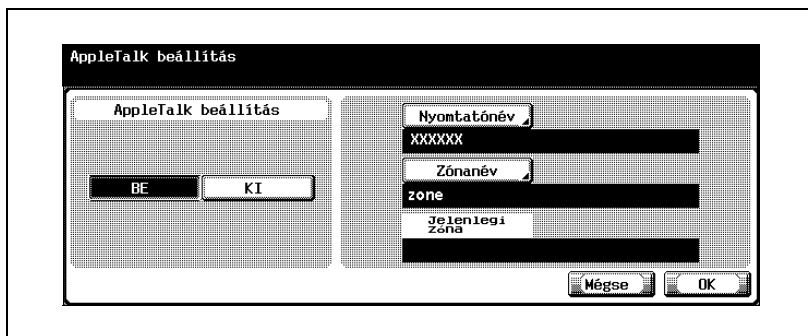 AppleTalk beállítás
AppleTalk beállítás
BE
KI
Nyomtatónév
XXXXXX
Zónanév
zone
Jelenlegi
Zóna
Mégse
OK